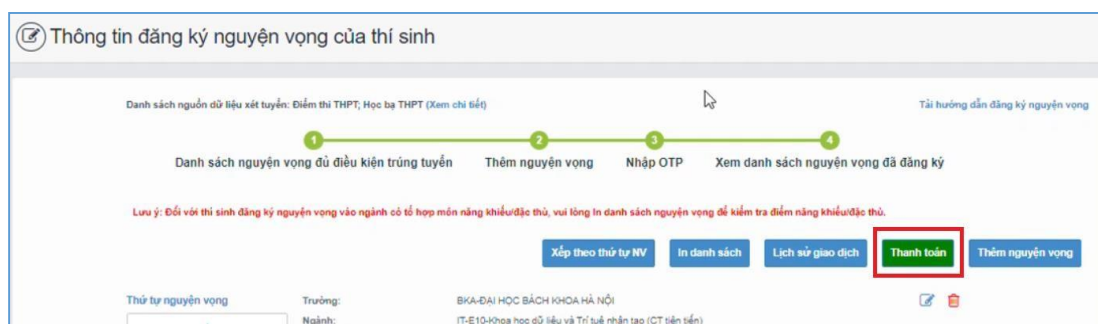 Thông tin đăng ký nguyện vọng của thí sinh
Danh sách nguồn dữ liệu xét tuyển: Điểm thi THPT; Học bạ THPT (Xem chi tiết)
Tải hướng dẫn đăng ký nguyện vọng
1 2 3 4
Danh sách nguyện vọng đủ điều kiện trúng tuyển Thêm nguyện vọng Nhập OTP Xem danh sách nguyện vọng đã đăng ký
Lưu ý: Đối với thí sinh đăng ký nguyện vọng vào ngành có tổ hợp môn năng khiếu/đặc thù, vui lòng In danh sách nguyện vọng để kiểm tra điểm năng khiếu/đặc thù.
Xếp theo thứ tự NV In danh sách Lịch sử giao dịch Thanh toán Thêm nguyện vọng
Thứ tự nguyện vọng Trường: BKA-ĐẠI HỌC BÁCH KHOA HÀ NỘI
Ngành: IT-E10-Khoa học dữ liệu và Trí tuệ nhân tạo (CT tiên tiến)